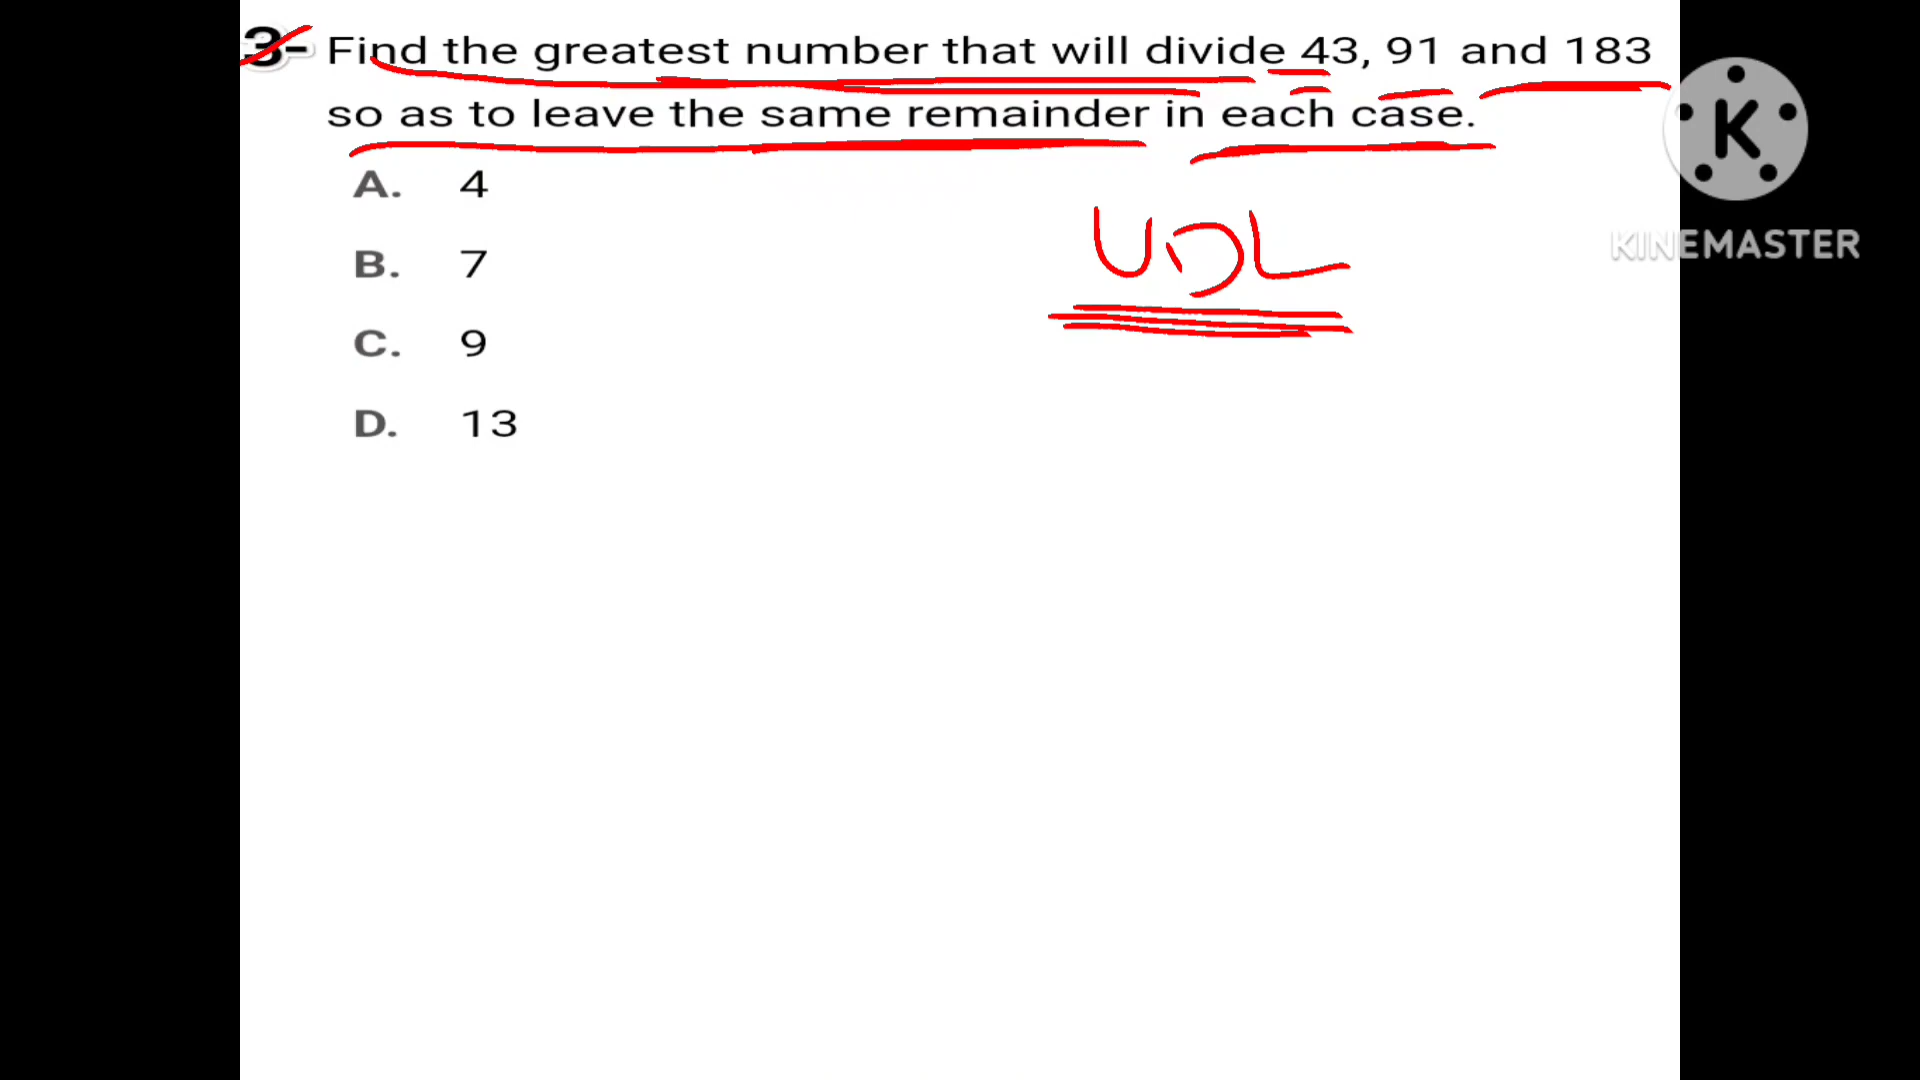 3- Find the greatest number that will divide 43, 91 and 183
so as to leave the same remainder in each case.
A. 4
UDL
B. 7
C. 9
D. 13
K
KINEMASTER